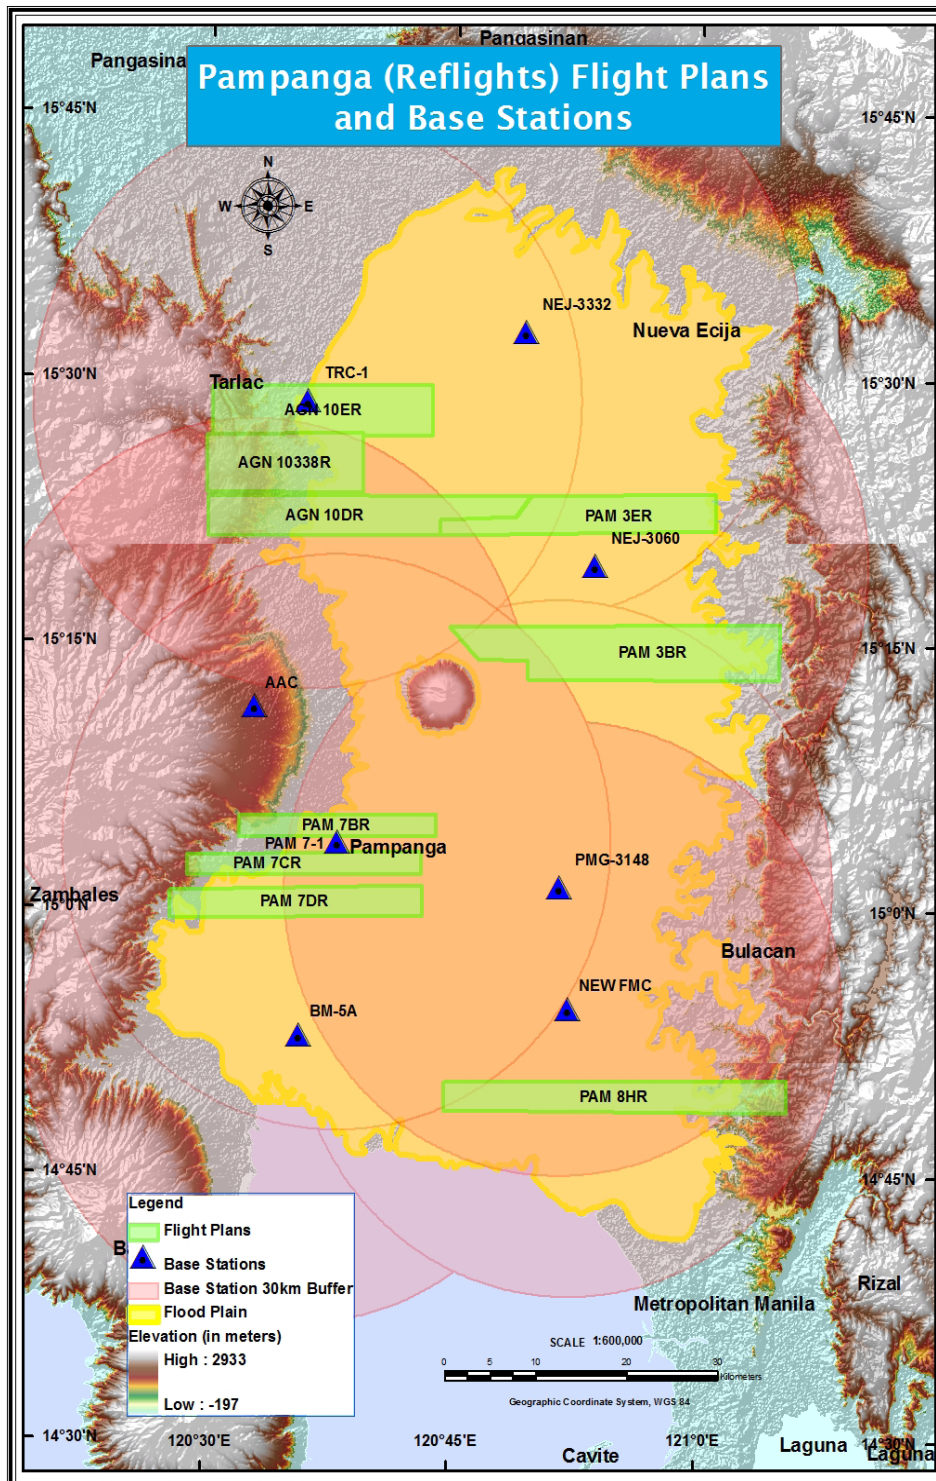 Pangasinan
Pangasina
Pampanga (Reflights) Flight Plans
and Base Stations
15°45'N
15°45'N
N
W
E
S
NEJ-3332
Nueva Ecija
15°30'N
15°30'N
Tarlac
TRC-1
AGN 10ER
AGN 10338R
AGN 10DR
PAM 3ER
NEJ-3060
15°15'N
15°15'N
PAM 3BR
AAC
PAM 7BR
PAM 7-1
Pampanga
PAM 7CR
PMG-3148
Zambales
PAM 7DR
15°0'N
15°0'N
Bulacan
NEW FMC
BM-5A
PAM 8HR
14°45'N
14°45'N
Legend
Flight Plans
Base Stations
Base Station 30km Buffer
Flood Plain
Elevation (in meters)
High : 2933
Low : -197
Rizal
Metropolitan Manila
SCALE 1:600,000
0 5 10 20 30
Kilometers
Geographic Coordinate System, WGS 84
14°30'N
120°30'E
120°45'E
121°0'E
14°30'N
Cavite
Laguna
Laguna